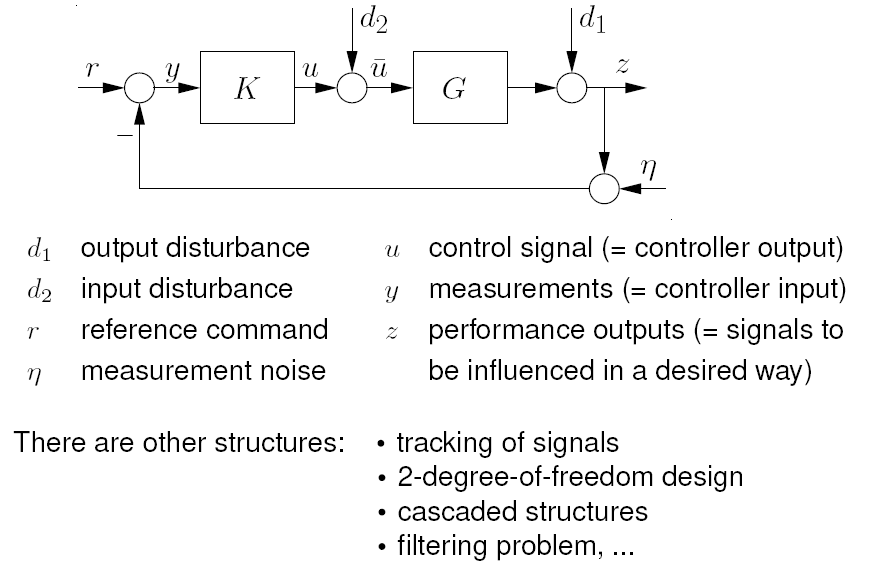 d₂ d₁
r y K u ū G z
−
η
d₁ output disturbance u control signal (= controller output)
d₂ input disturbance y measurements (= controller input)
r reference command z performance outputs (= signals to
η measurement noise be influenced in a desired way)
There are other structures: • tracking of signals
• 2-degree-of-freedom design
• cascaded structures
• filtering problem, ...